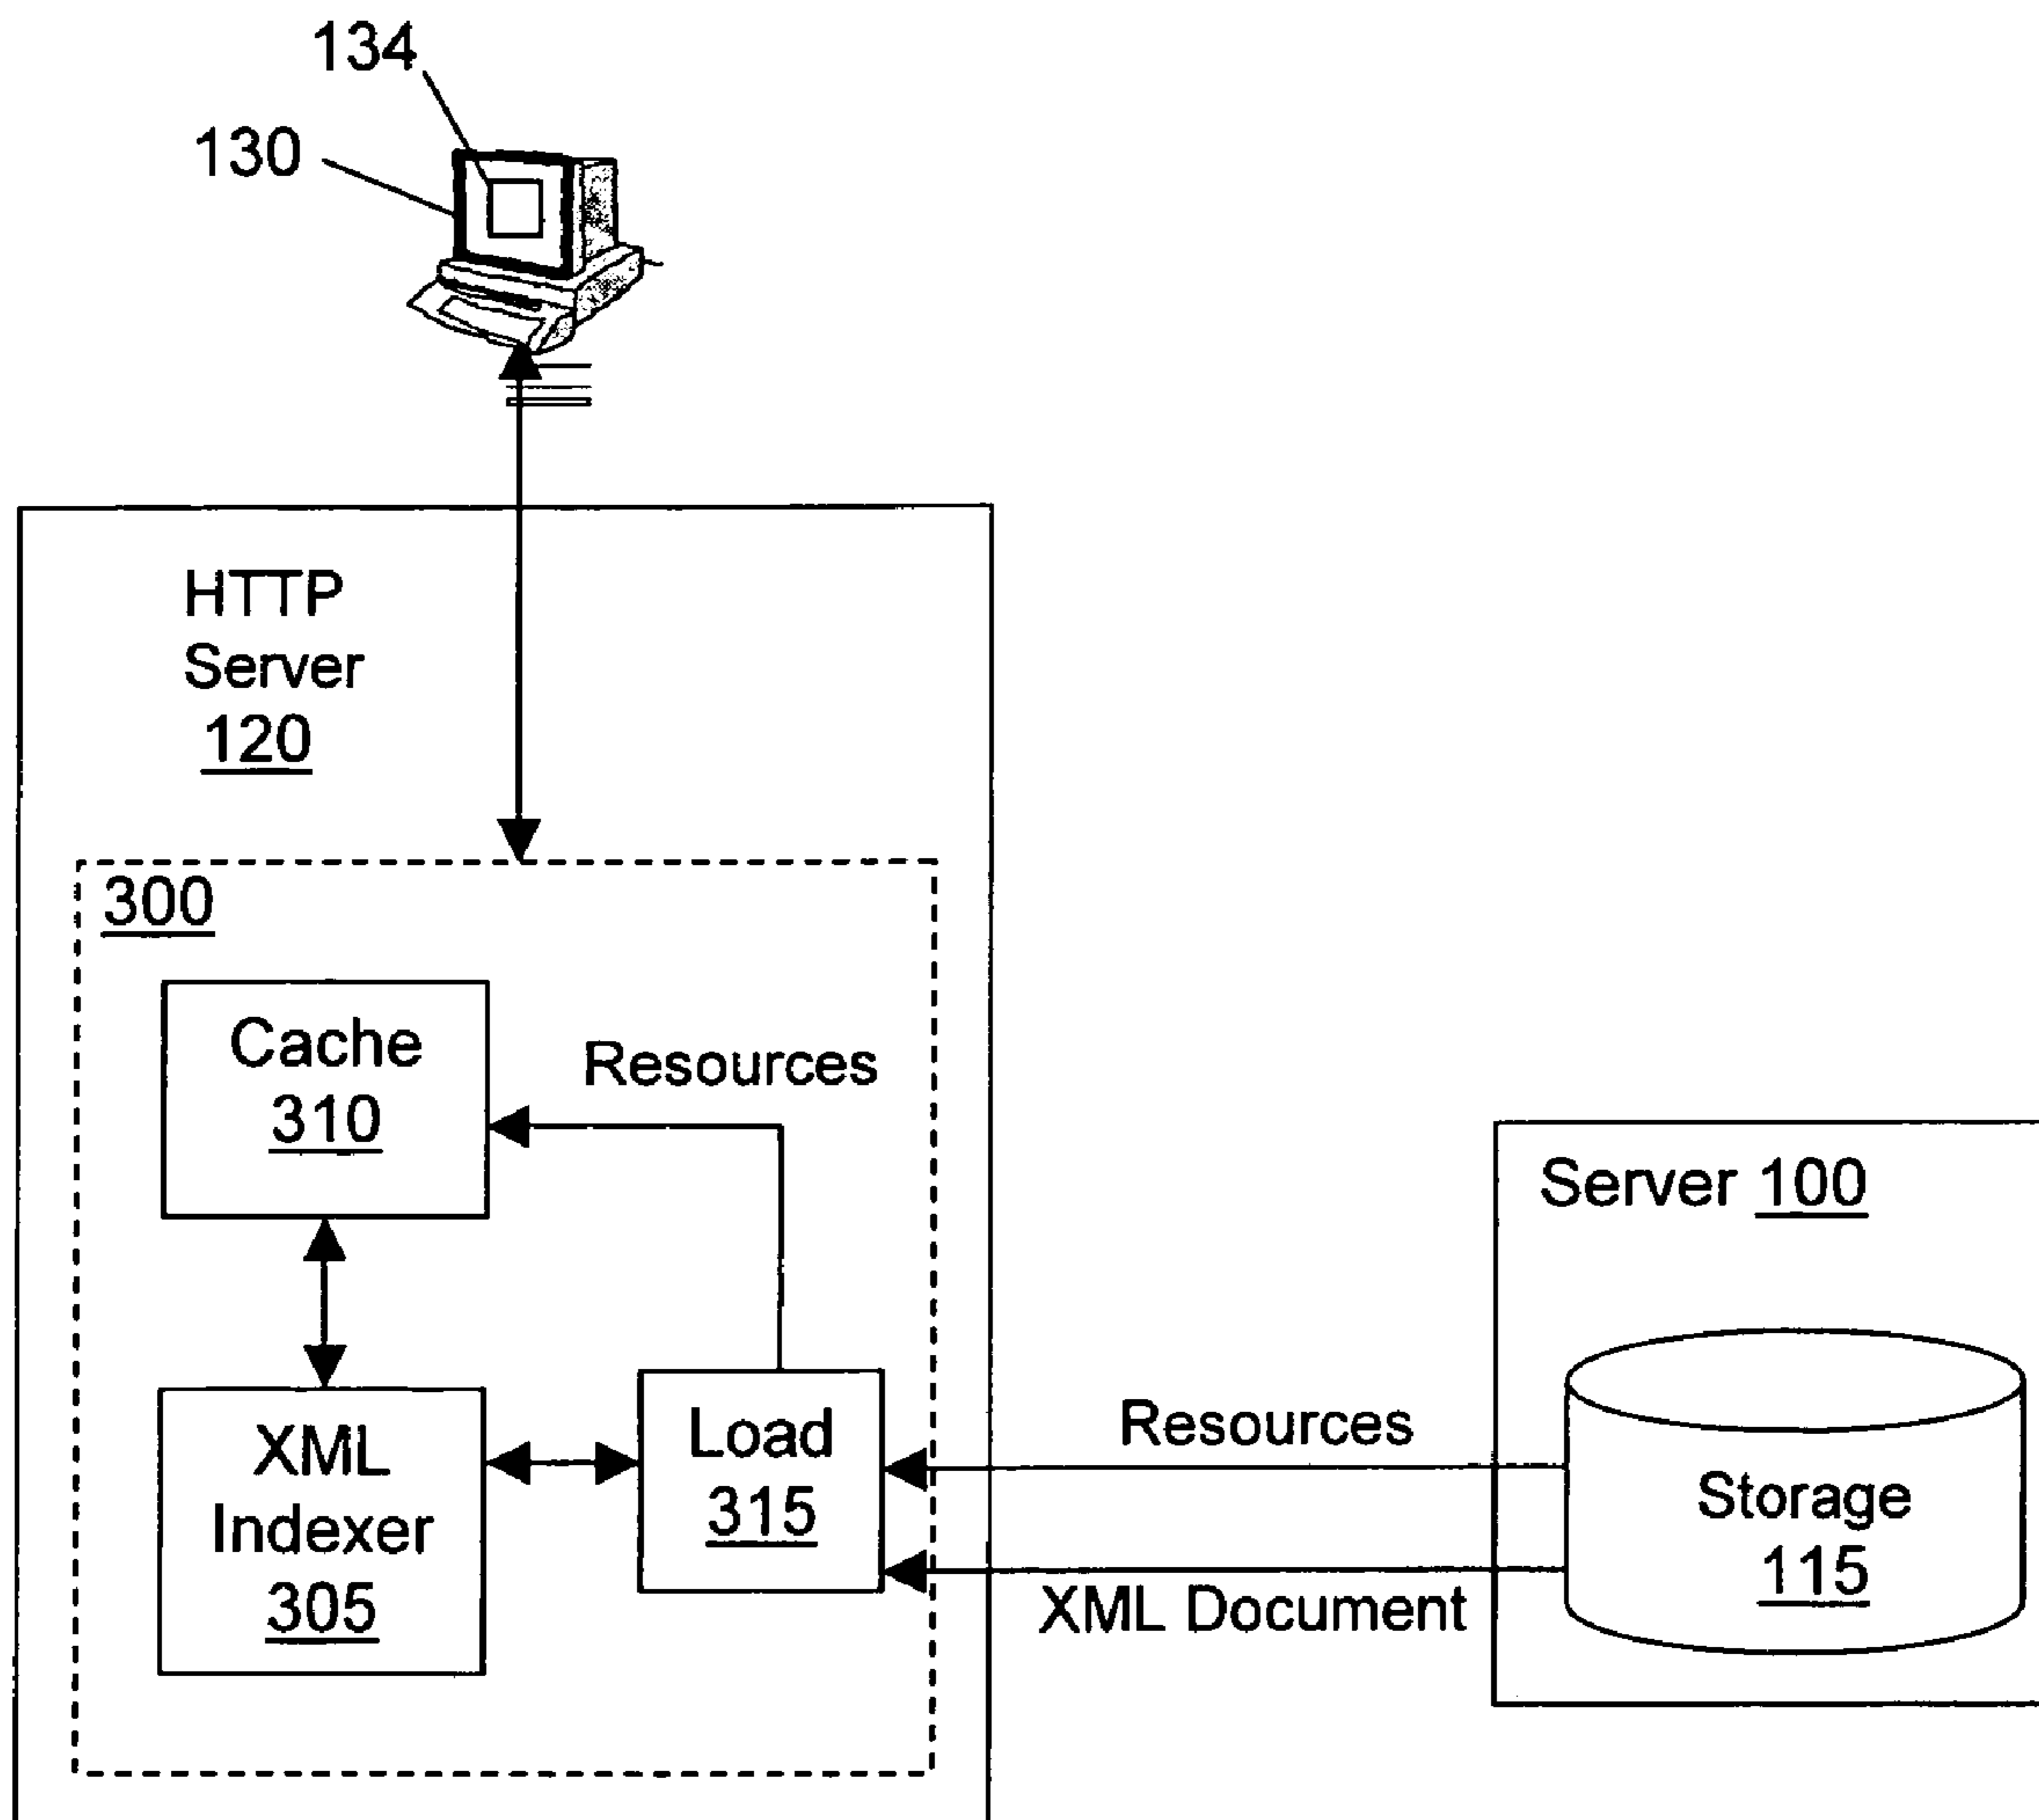 134
130
HTTP
Server
120
300
Cache
310
Resources
Server 100
XML
Indexer
305
Load
315
Resources
XML Document
Storage
115